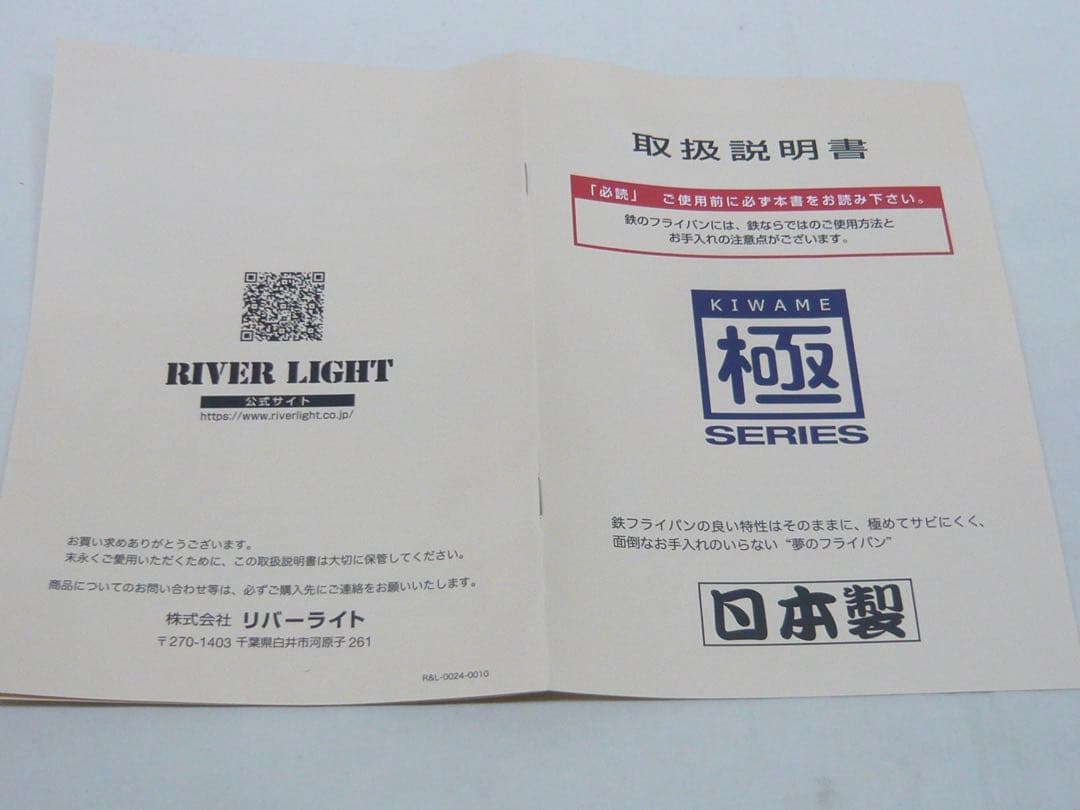 RIVER LIGHT
公式サイト
https://www.riverlight.co.jp/
お買い求めありがとうございます。
末永くご愛用いただくために、この取扱説明書は大切に保管してください。
商品についてのお問い合わせ等は、必ずご購入先にご連絡をお願いいたします。
株式会社 リバーライト
〒270-1403 千葉県白井市河原子 261
R&L-0024-0010
取扱説明書
「必読」 ご使用前に必ず本書をお読み下さい。
鉄のフライパンには、鉄ならではのご使用方法と
お手入れの注意点がございます。
KIWAME
極
SERIES
鉄フライパンの良い特性はそのままに、極めてサビにくく、
面倒なお手入れのいらない “夢のフライパン”
日本製